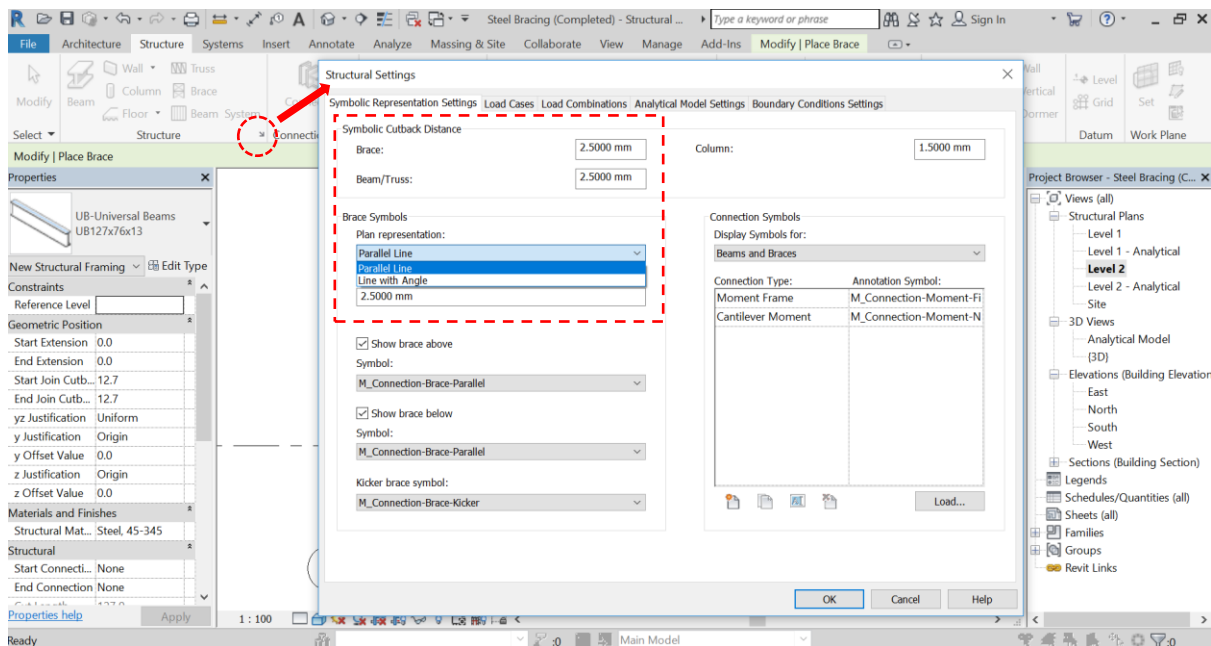 Steel Bracing (Completed) - Structural ...
Type a keyword or phrase
Sign In
File Architecture Structure Systems Insert Annotate Analyze Massing & Site Collaborate View Manage Add-Ins Modify | Place Brace
Modify
Beam
Wall
Truss
Column
Brace
Floor
Beam System
Wall
Vertical
Dormer
Level
Grid
Set
Select
Structure
Connectio
Datum
Work Plane
Modify | Place Brace
Properties
UB-Universal Beams
UB127x76x13
New Structural Framing
Edit Type
Constraints
Reference Level
Geometric Position
Start Extension 0.0
End Extension 0.0
Start Join Cutb... 12.7
End Join Cutb... 12.7
yz Justification Uniform
y Justification Origin
y Offset Value 0.0
z Justification Origin
z Offset Value 0.0
Materials and Finishes
Structural Mat... Steel, 45-345
Structural
Start Connecti... None
End Connection None
Properties help
Apply
Structural Settings
Symbolic Representation Settings Load Cases Load Combinations Analytical Model Settings Boundary Conditions Settings
Symbolic Cutback Distance
Brace: 2.5000 mm
Column: 1.5000 mm
Beam/Truss: 2.5000 mm
Brace Symbols
Plan representation:
Parallel Line
Parallel Line
Line with Angle
2.5000 mm
Show brace above
Symbol:
M_Connection-Brace-Parallel
Show brace below
Symbol:
M_Connection-Brace-Parallel
Kicker brace symbol:
M_Connection-Brace-Kicker
Connection Symbols
Display Symbols for:
Beams and Braces
Connection Type: Annotation Symbol:
Moment Frame M_Connection-Moment-Fi
Cantilever Moment M_Connection-Moment-N
Load...
OK Cancel Help
Project Browser - Steel Bracing (C...
Views (all)
Structural Plans
Level 1
Level 1 - Analytical
Level 2
Level 2 - Analytical
Site
3D Views
Analytical Model
{3D}
Elevations (Building Elevation
East
North
South
West
Sections (Building Section)
Legends
Schedules/Quantities (all)
Sheets (all)
Families
Groups
Revit Links
1 : 100
Ready
:0
Main Model
:0